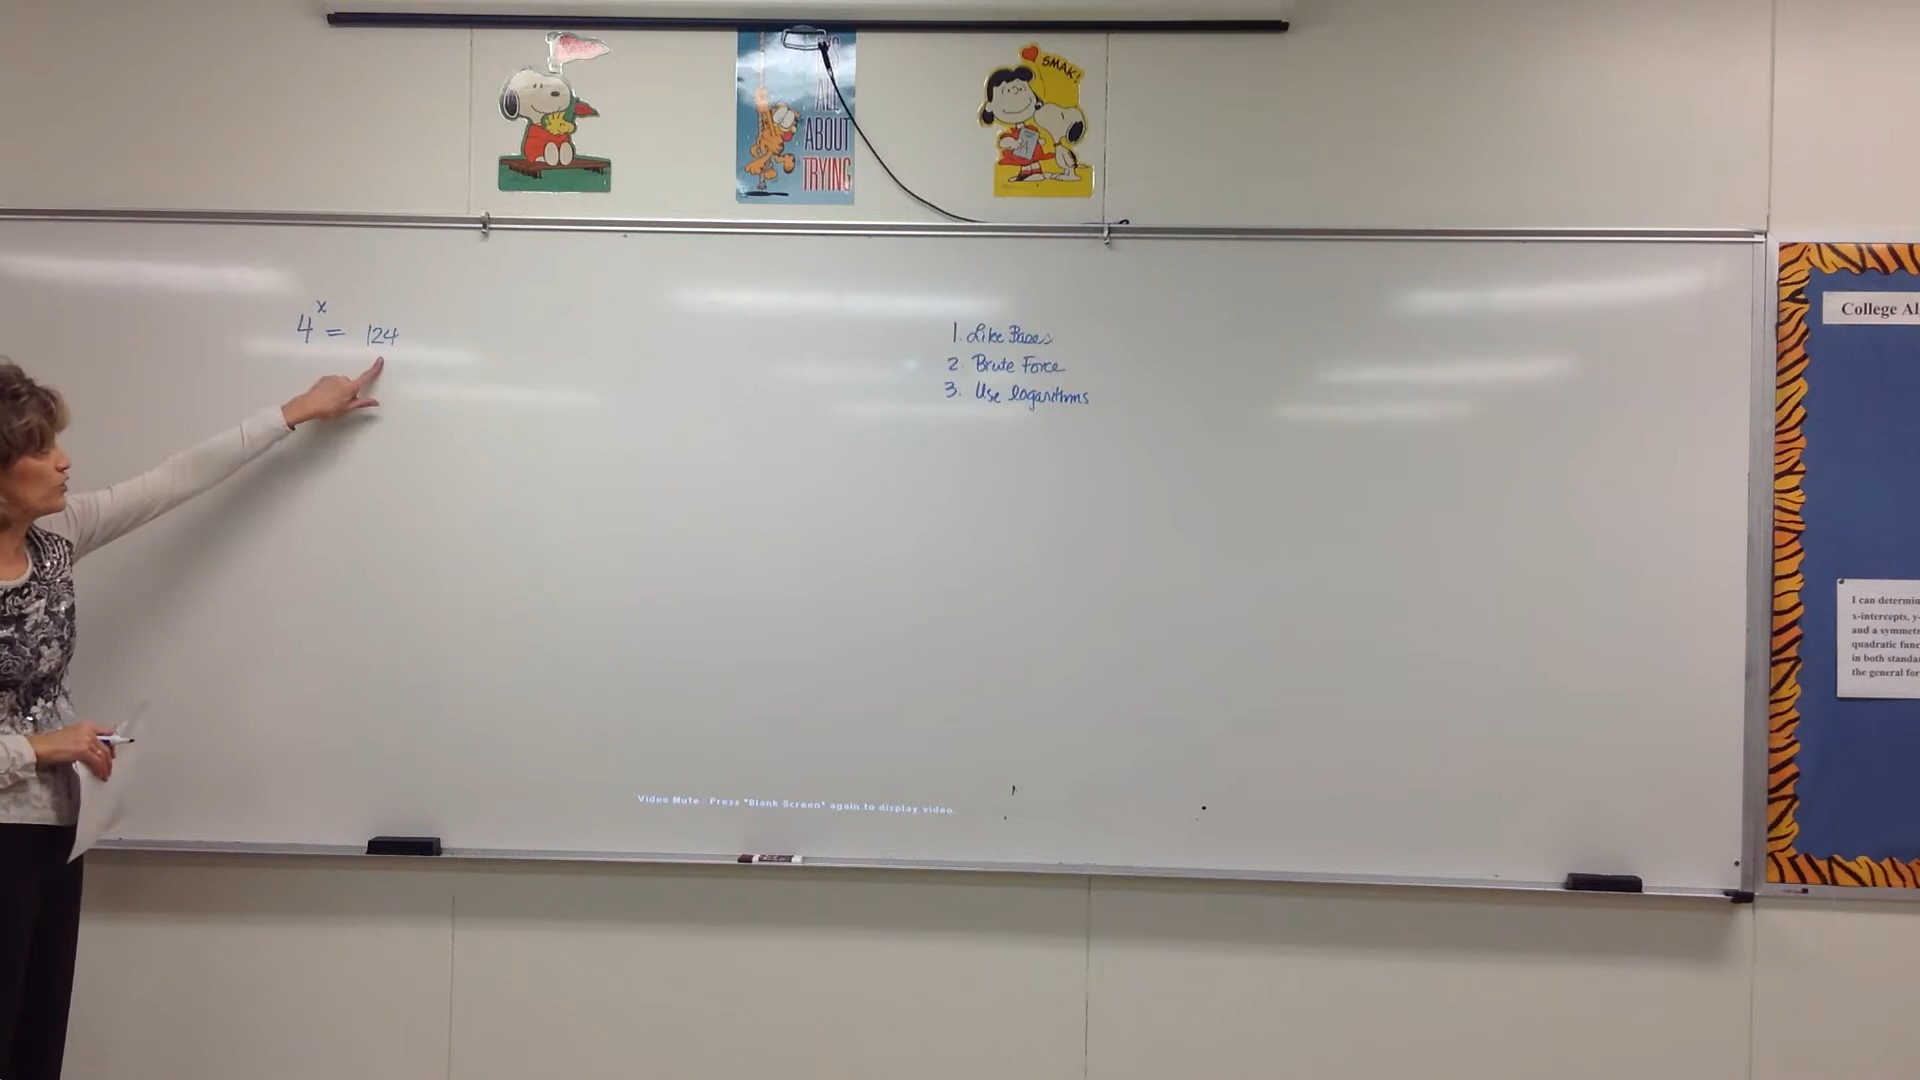 SMAK!
ALL
ABOUT
TRYING
4^x = 124
1. Like Bases
2. Brute Force
3. Use logarithms
College Al
I can determin
x-intercepts, y-
and a symmetr
quadratic func
in both standa
the general for
Video Mute : Press "Blank Screen" again to display video.